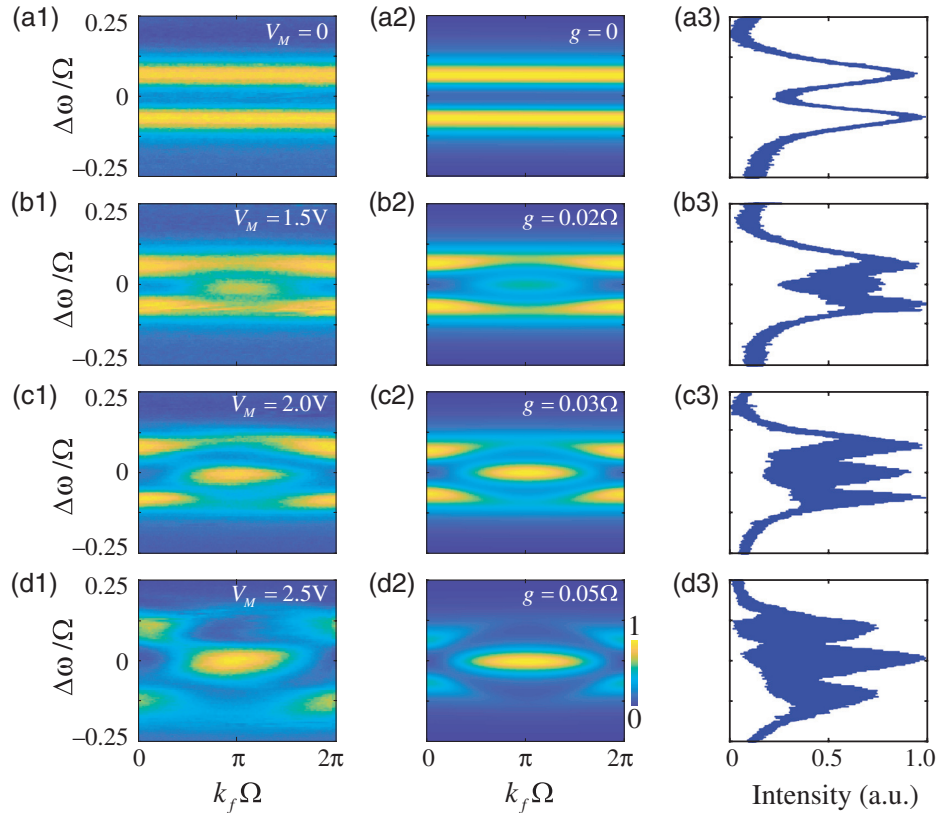 (a1) (a2) (a3)
0.25 V_M = 0 g = 0
Δω/Ω 0
−0.25
(b1) (b2) (b3)
0.25 V_M = 1.5V g = 0.02Ω
Δω/Ω 0
−0.25
(c1) (c2) (c3)
0.25 V_M = 2.0V g = 0.03Ω
Δω/Ω 0
−0.25
(d1) (d2) (d3)
0.25 V_M = 2.5V g = 0.05Ω
1
Δω/Ω 0
0
−0.25
0 π 2π 0 π 2π 0 0.5 1.0
k_f Ω k_f Ω Intensity (a.u.)